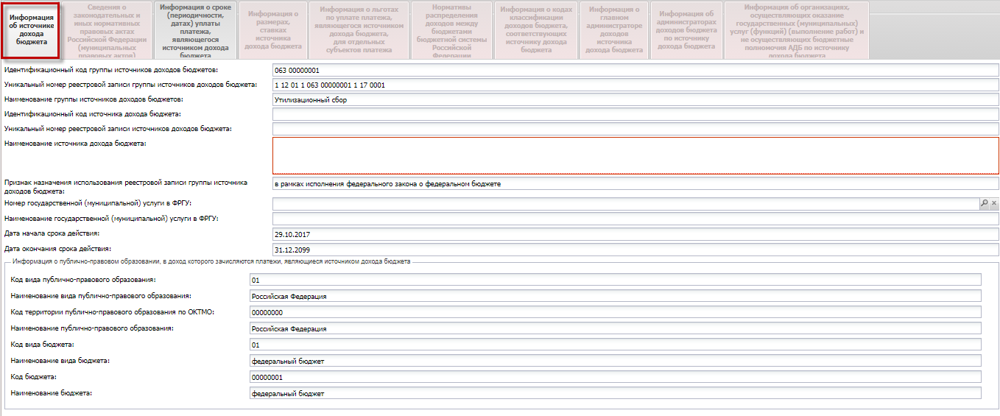 Информация
об источнике
дохода
бюджета
Сведения о
законодательных и
иных нормативных
правовых актах
Российской Федерации
(муниципальных
правовых актов)
Информация о сроке
(периодичности,
датах) уплаты
платежа,
являющегося
источником дохода
бюджета
Информация о
размерах,
ставках
источника
дохода бюджета
Информация о льготах
по уплате платежа,
являющегося источником
дохода бюджета,
для отдельных
субъектов платежа
Нормативы
распределения
доходов между
бюджетами
бюджетной системы
Российской
Федерации
Информация о кодах
классификации
доходов бюджета,
соответствующих
источнику дохода
бюджета
Информация о
главном
администраторе
доходов
источника
дохода бюджета
Информация об
администраторах
доходов бюджета
по источнику
дохода бюджета
Информация об организациях,
осуществляющих оказание
государственных (муниципальных)
услуг (функций) (выполнение работ) и
не осуществляющих бюджетные
полномочия АДБ по источнику
дохода бюджета
Идентификационный код группы источников доходов бюджетов: 063 00000001
Уникальный номер реестровой записи группы источников доходов бюджета: 1 12 01 1 063 00000001 1 17 0001
Наименование группы источников доходов бюджетов: Утилизационный сбор
Идентификационный код источника дохода бюджета:
Уникальный номер реестровой записи источников доходов бюджета:
Наименование источника дохода бюджета:
Признак назначения использования реестровой записи группы источника
доходов бюджета: в рамках исполнения федерального закона о федеральном бюджете
Номер государственной (муниципальной) услуги в ФРГУ:
Наименование государственной (муниципальной) услуги в ФРГУ:
Дата начала срока действия: 29.10.2017
Дата окончания срока действия: 31.12.2099
Информация о публично-правовом образовании, в доход которого зачисляются платежи, являющиеся источником дохода бюджета
Код вида публично-правового образования: 01
Наименование вида публично-правового образования: Российская Федерация
Код территории публично-правового образования по ОКТМО: 00000000
Наименование публично-правового образования: Российская Федерация
Код вида бюджета: 01
Наименование вида бюджета: федеральный бюджет
Код бюджета: 00000001
Наименование бюджета: федеральный бюджет